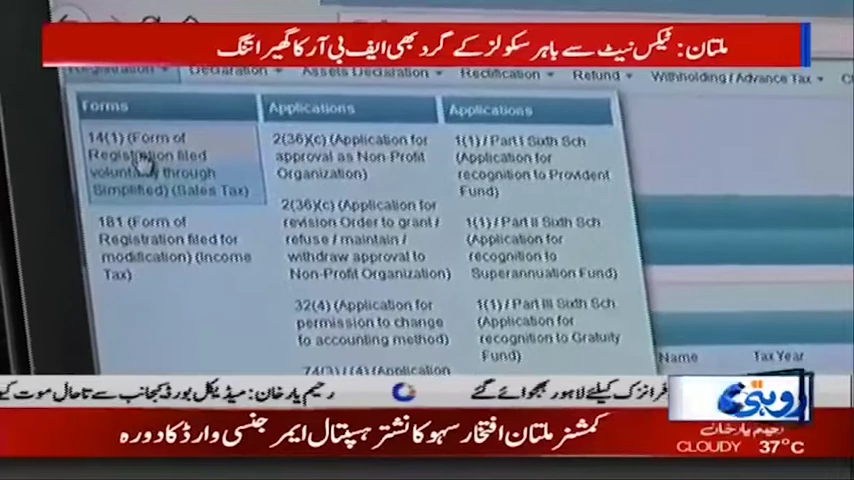 ملتان: ٹیکس نیٹ سے باہر سکولز کے گرد بھی ایف بی آر کا گھیرا تنگ
Registration Declaration Assets Declaration Rectification Refund Withholding / Advance Tax
Forms
14(1) (Form of
Registration filed
voluntary through
Simplified) (Sales Tax)
181 (Form of
Registration filed for
modification) (Income
Tax)
Applications
2(36)(c) (Application for
approval as Non Profit
Organization)
2(36)(c) (Application for
revision Order to grant /
refuse / maintain /
withdraw approval to
Non-Profit Organization)
32(4) (Application for
permission to change
to accounting method)
74(3) / (4) (Application
Applications
1(1) / Part I Sixth Sch
(Application for
recognition to Provident
Fund)
1(1) / Part II Sixth Sch
(Application for
recognition to
Superannuation Fund)
1(1) / Part III Sixth Sch
(Application for
recognition to Gratuity
Fund)
Name Tax Year
فرانزک کیلئے لاہور بھجوائے گئے
رحیم یار خان: میڈیکل بورڈ کیجانب سے تاحال موت کی
روہی
رحیم یار خان
CLOUDY 37°C
کمشنر ملتان افتخار سہو کا نشتر ہسپتال ایمرجنسی وارڈ کا دورہ